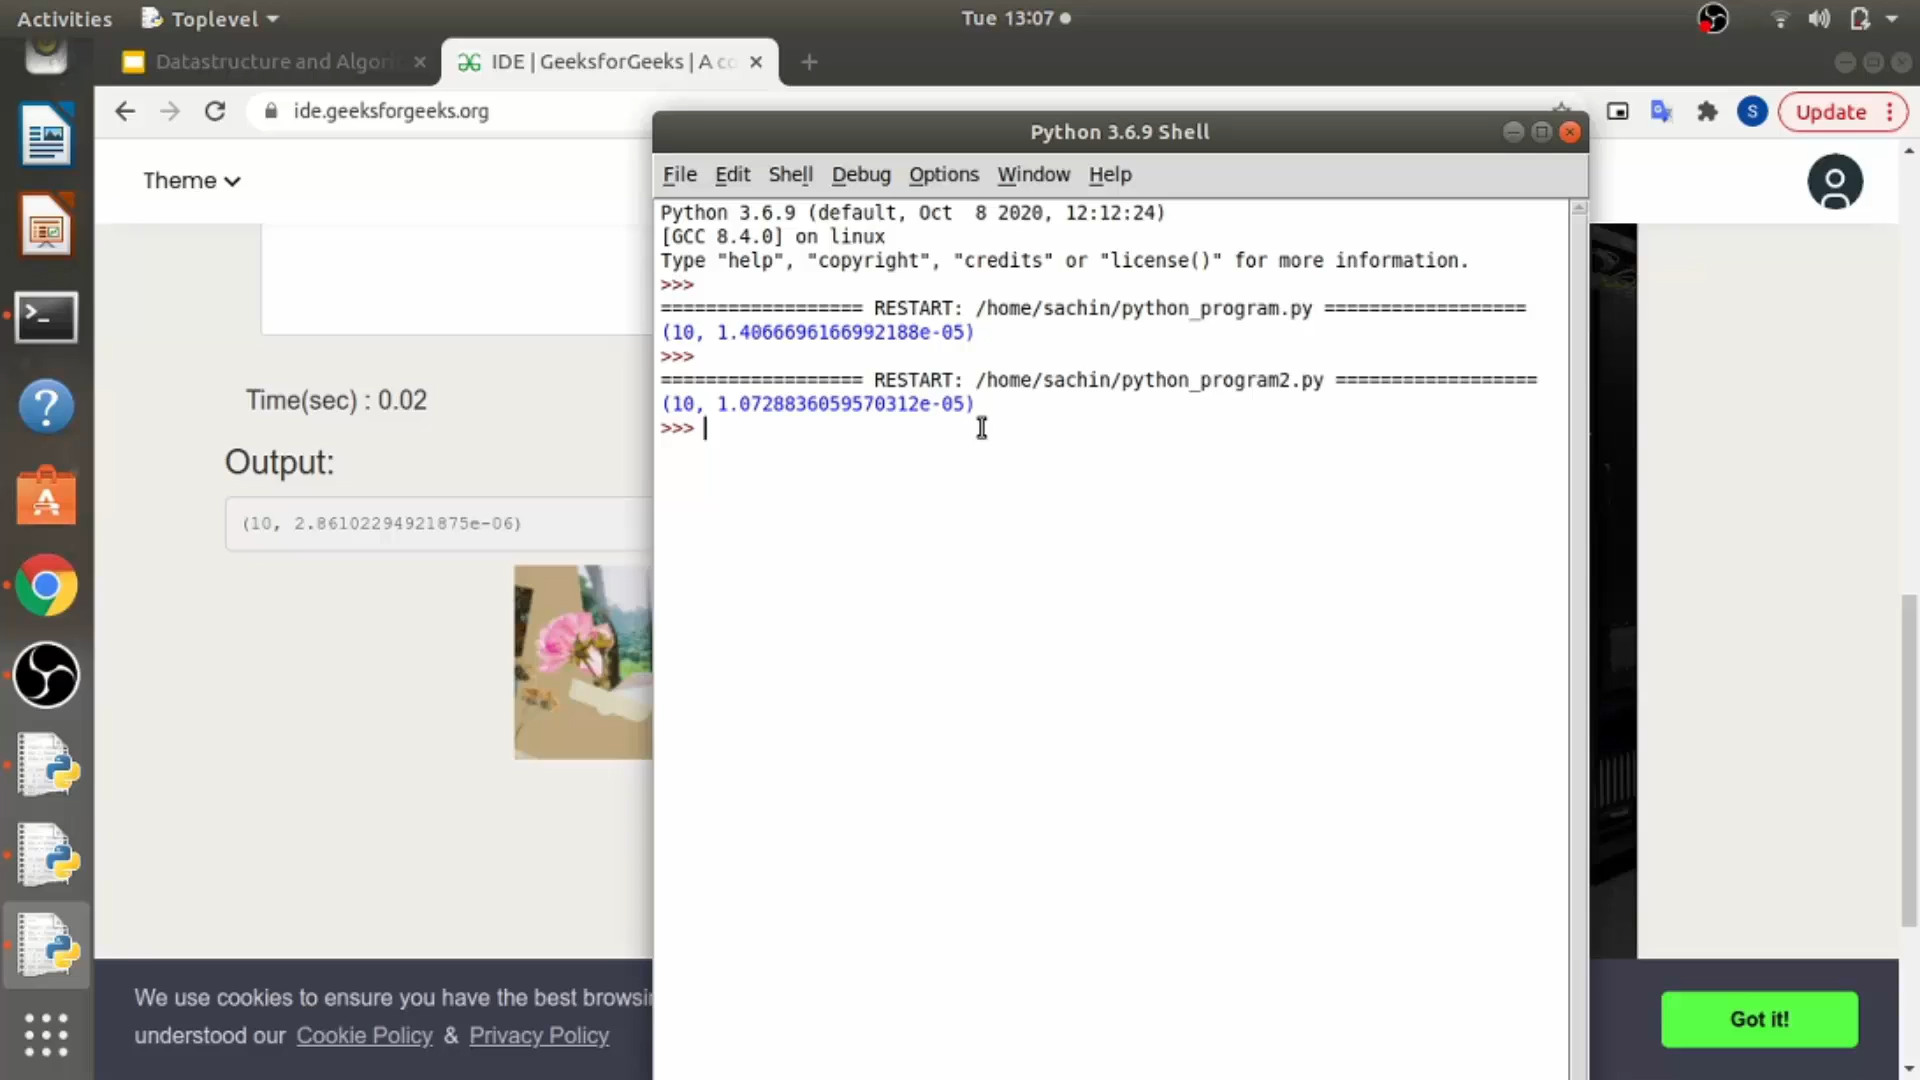 Activities
Toplevel
Tue 13:07
Datastructure and Algori
IDE | GeeksforGeeks | A co
ide.geeksforgeeks.org
S
Update
Theme
Time(sec) : 0.02
Output:
(10, 2.86102294921875e-06)
Python 3.6.9 Shell
File Edit Shell Debug Options Window Help
Python 3.6.9 (default, Oct  8 2020, 12:12:24)
[GCC 8.4.0] on linux
Type "help", "copyright", "credits" or "license()" for more information.
>>>
================== RESTART: /home/sachin/python_program.py ==================
(10, 1.4066696166992188e-05)
>>>
================== RESTART: /home/sachin/python_program2.py ==================
(10, 1.0728836059570312e-05)
>>>
We use cookies to ensure you have the best browsi
understood our Cookie Policy & Privacy Policy
Got it!